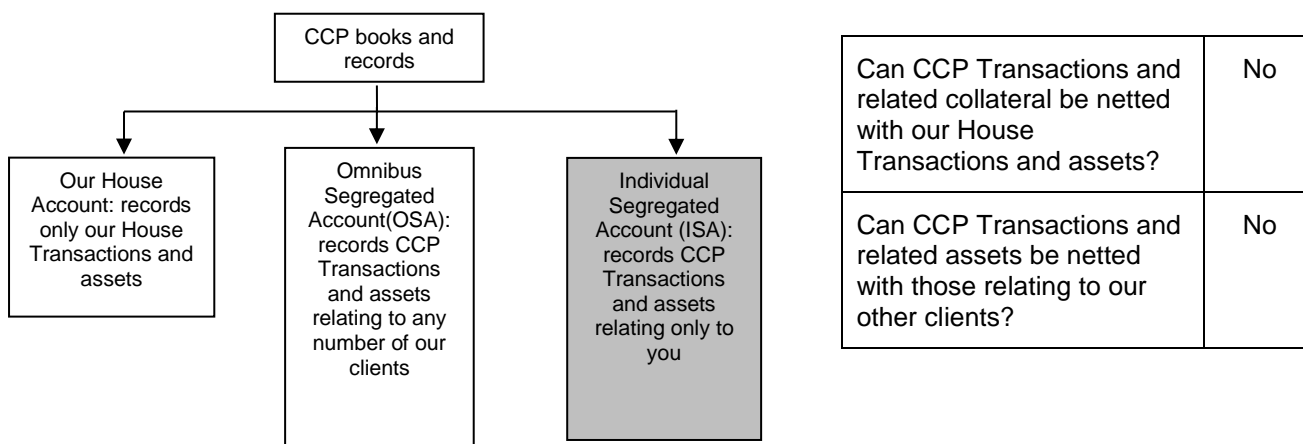 CCP books and
records
Our House
Account: records
only our House
Transactions and
assets
Omnibus
Segregated
Account(OSA):
records CCP
Transactions
and assets
relating to any
number of our
clients
Individual
Segregated
Account (ISA):
records CCP
Transactions
and assets
relating only to
you
Can CCP Transactions and
related collateral be netted
with our House
Transactions and assets?
No
Can CCP Transactions and
related assets be netted
with those relating to our
other clients?
No